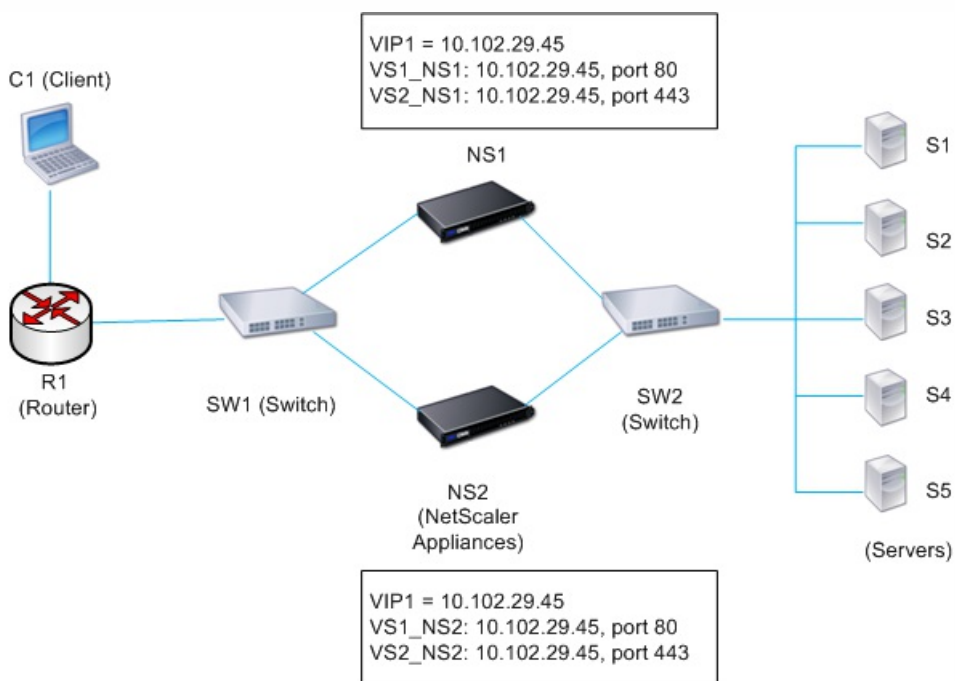 VIP1 = 10.102.29.45
VS1_NS1: 10.102.29.45, port 80
VS2_NS1: 10.102.29.45, port 443
C1 (Client)
NS1
S1
S2
S3
S4
S5
(Servers)
R1
(Router)
SW1 (Switch)
SW2
(Switch)
NS2
(NetScaler
Appliances)
VIP1 = 10.102.29.45
VS1_NS2: 10.102.29.45, port 80
VS2_NS2: 10.102.29.45, port 443